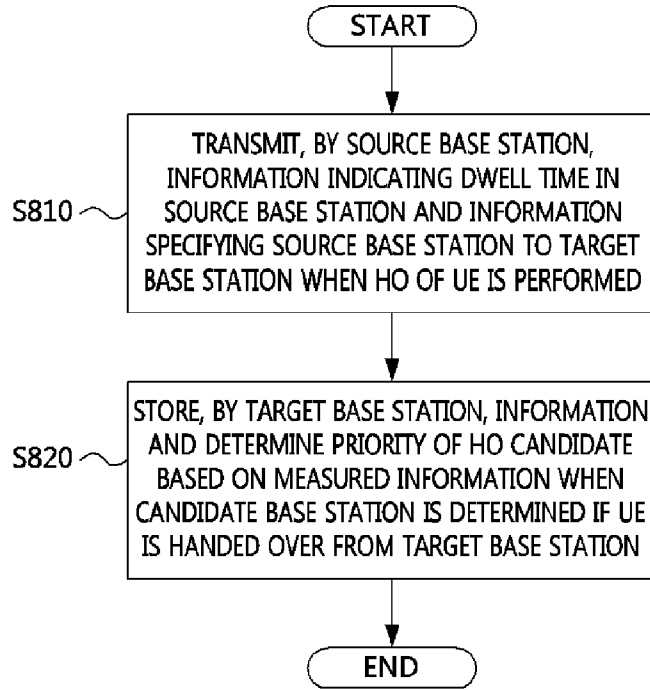 START
S810
TRANSMIT, BY SOURCE BASE STATION,
INFORMATION INDICATING DWELL TIME IN
SOURCE BASE STATION AND INFORMATION
SPECIFYING SOURCE BASE STATION TO TARGET
BASE STATION WHEN HO OF UE IS PERFORMED
S820
STORE, BY TARGET BASE STATION, INFORMATION
AND DETERMINE PRIORITY OF HO CANDIDATE
BASED ON MEASURED INFORMATION WHEN
CANDIDATE BASE STATION IS DETERMINED IF UE
IS HANDED OVER FROM TARGET BASE STATION
END